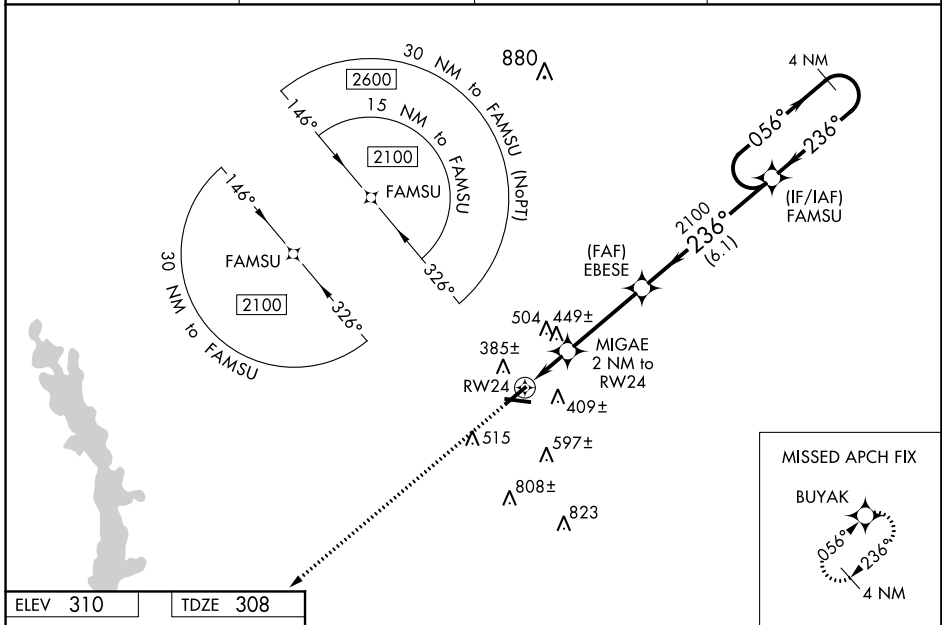 30 NM to FAMSU (NoPT)
2600
15 NM to FAMSU
2100
146°
FAMSU
326°
880
4 NM
056°
236°
(IF/IAF)
FAMSU
2100
236°
(6.1)
146°
FAMSU
2100
326°
30 NM to FAMSU
(FAF)
EBESE
504
449±
MIGAE
2 NM to
RW24
385±
RW24
409±
515
597±
808±
823
MISSED APCH FIX
BUYAK
056°
236°
4 NM
ELEV 310
TDZE 308